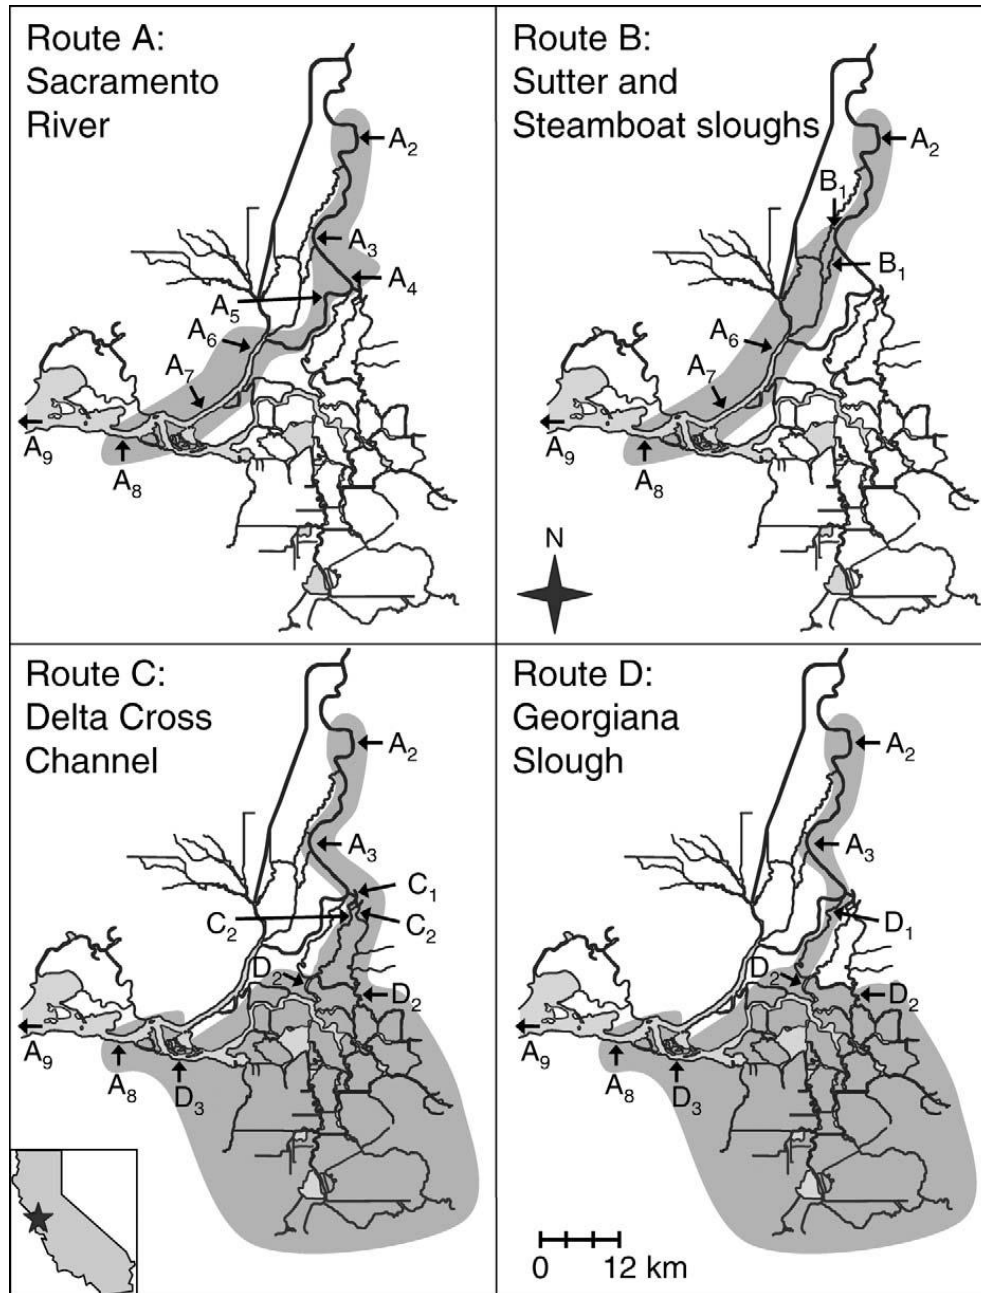 Route A:
Sacramento
River
A2
A3
A4
A5
A6
A7
A9
A8
Route B:
Sutter and
Steamboat sloughs
A2
B1
B1
A6
A7
A9
A8
N
Route C:
Delta Cross
Channel
A2
A3
C1
C2
C2
D2
D2
A9
A8
D3
Route D:
Georgiana
Slough
A2
A3
D1
D2
D2
A9
A8
D3
0 12 km